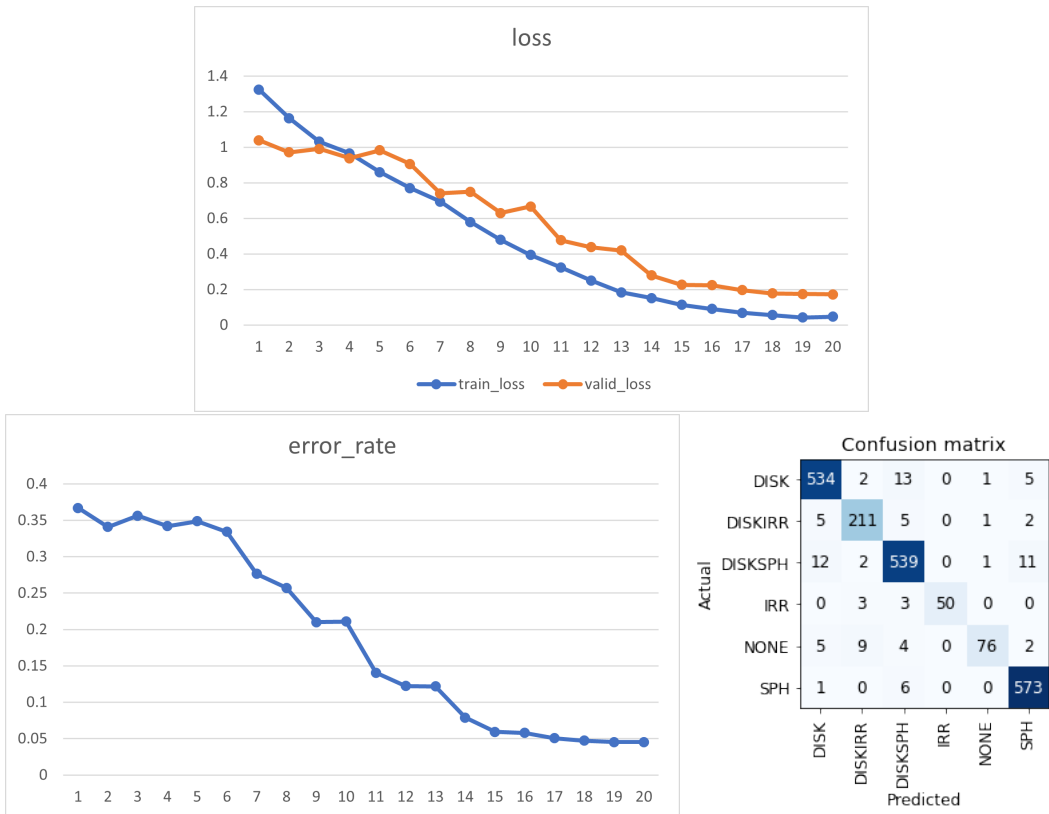 loss
1.4
1.2
1
0.8
0.6
0.4
0.2
0
1 2 3 4 5 6 7 8 9 10 11 12 13 14 15 16 17 18 19 20
train_loss valid_loss
error_rate
0.4
0.35
0.3
0.25
0.2
0.15
0.1
0.05
0
1 2 3 4 5 6 7 8 9 10 11 12 13 14 15 16 17 18 19 20
Confusion matrix
Actual
DISK 534 2 13 0 1 5
DISKIRR 5 211 5 0 1 2
DISKSPH 12 2 539 0 1 11
IRR 0 3 3 50 0 0
NONE 5 9 4 0 76 2
SPH 1 0 6 0 0 573
DISK DISKIRR DISKSPH IRR NONE SPH
Predicted